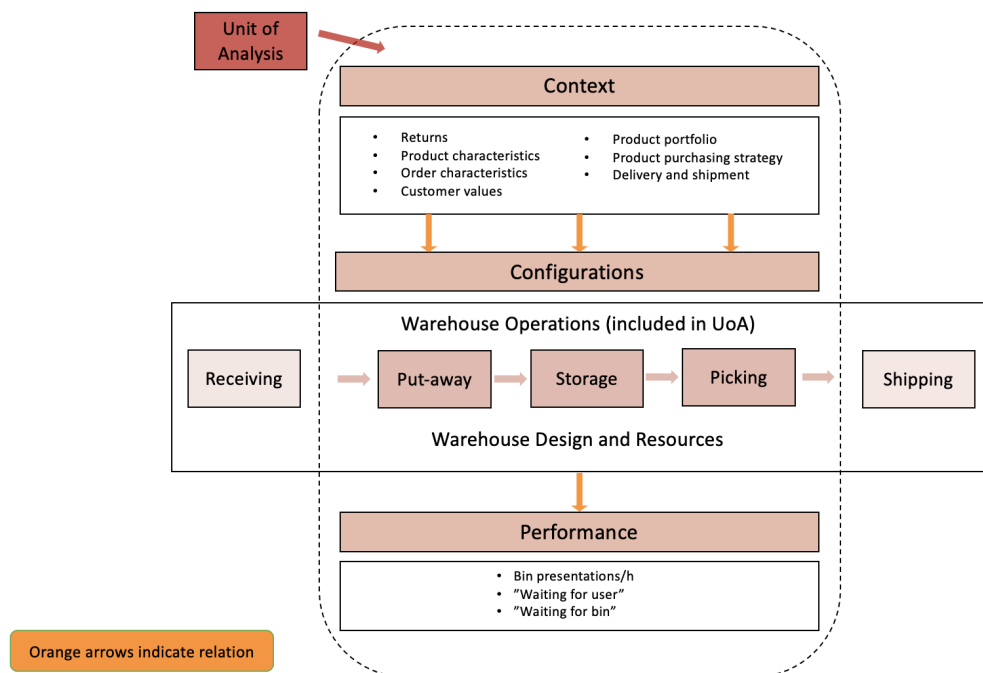 Unit of
Analysis
Context
• Returns
• Product characteristics
• Order characteristics
• Customer values
• Product portfolio
• Product purchasing strategy
• Delivery and shipment
Configurations
Warehouse Operations (included in UoA)
Receiving
Put-away
Storage
Picking
Shipping
Warehouse Design and Resources
Performance
• Bin presentations/h
• ”Waiting for user”
• ”Waiting for bin”
Orange arrows indicate relation